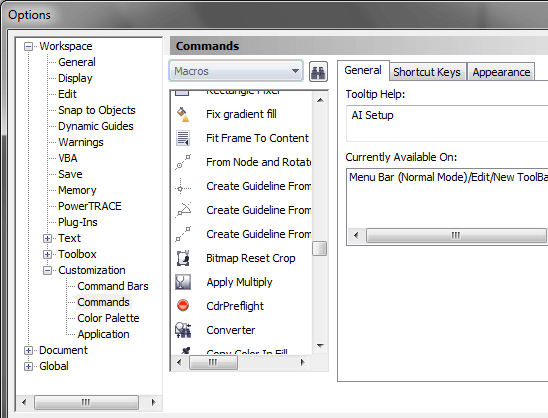 Options
Workspace
General
Display
Edit
Snap to Objects
Dynamic Guides
Warnings
VBA
Save
Memory
PowerTRACE
Plug-Ins
Text
Toolbox
Customization
Command Bars
Commands
Color Palette
Application
Document
Global
Commands
Macros
Rectangle Fixer
Fix gradient fill
Fit Frame To Content
From Node and Rotate
Create Guideline From
Create Guideline From
Create Guideline From
Bitmap Reset Crop
Apply Multiply
CdrPreflight
Converter
Copy Color In Fill
General
Shortcut Keys
Appearance
Tooltip Help:
AI Setup
Currently Available On:
Menu Bar (Normal Mode)/Edit/New ToolBa